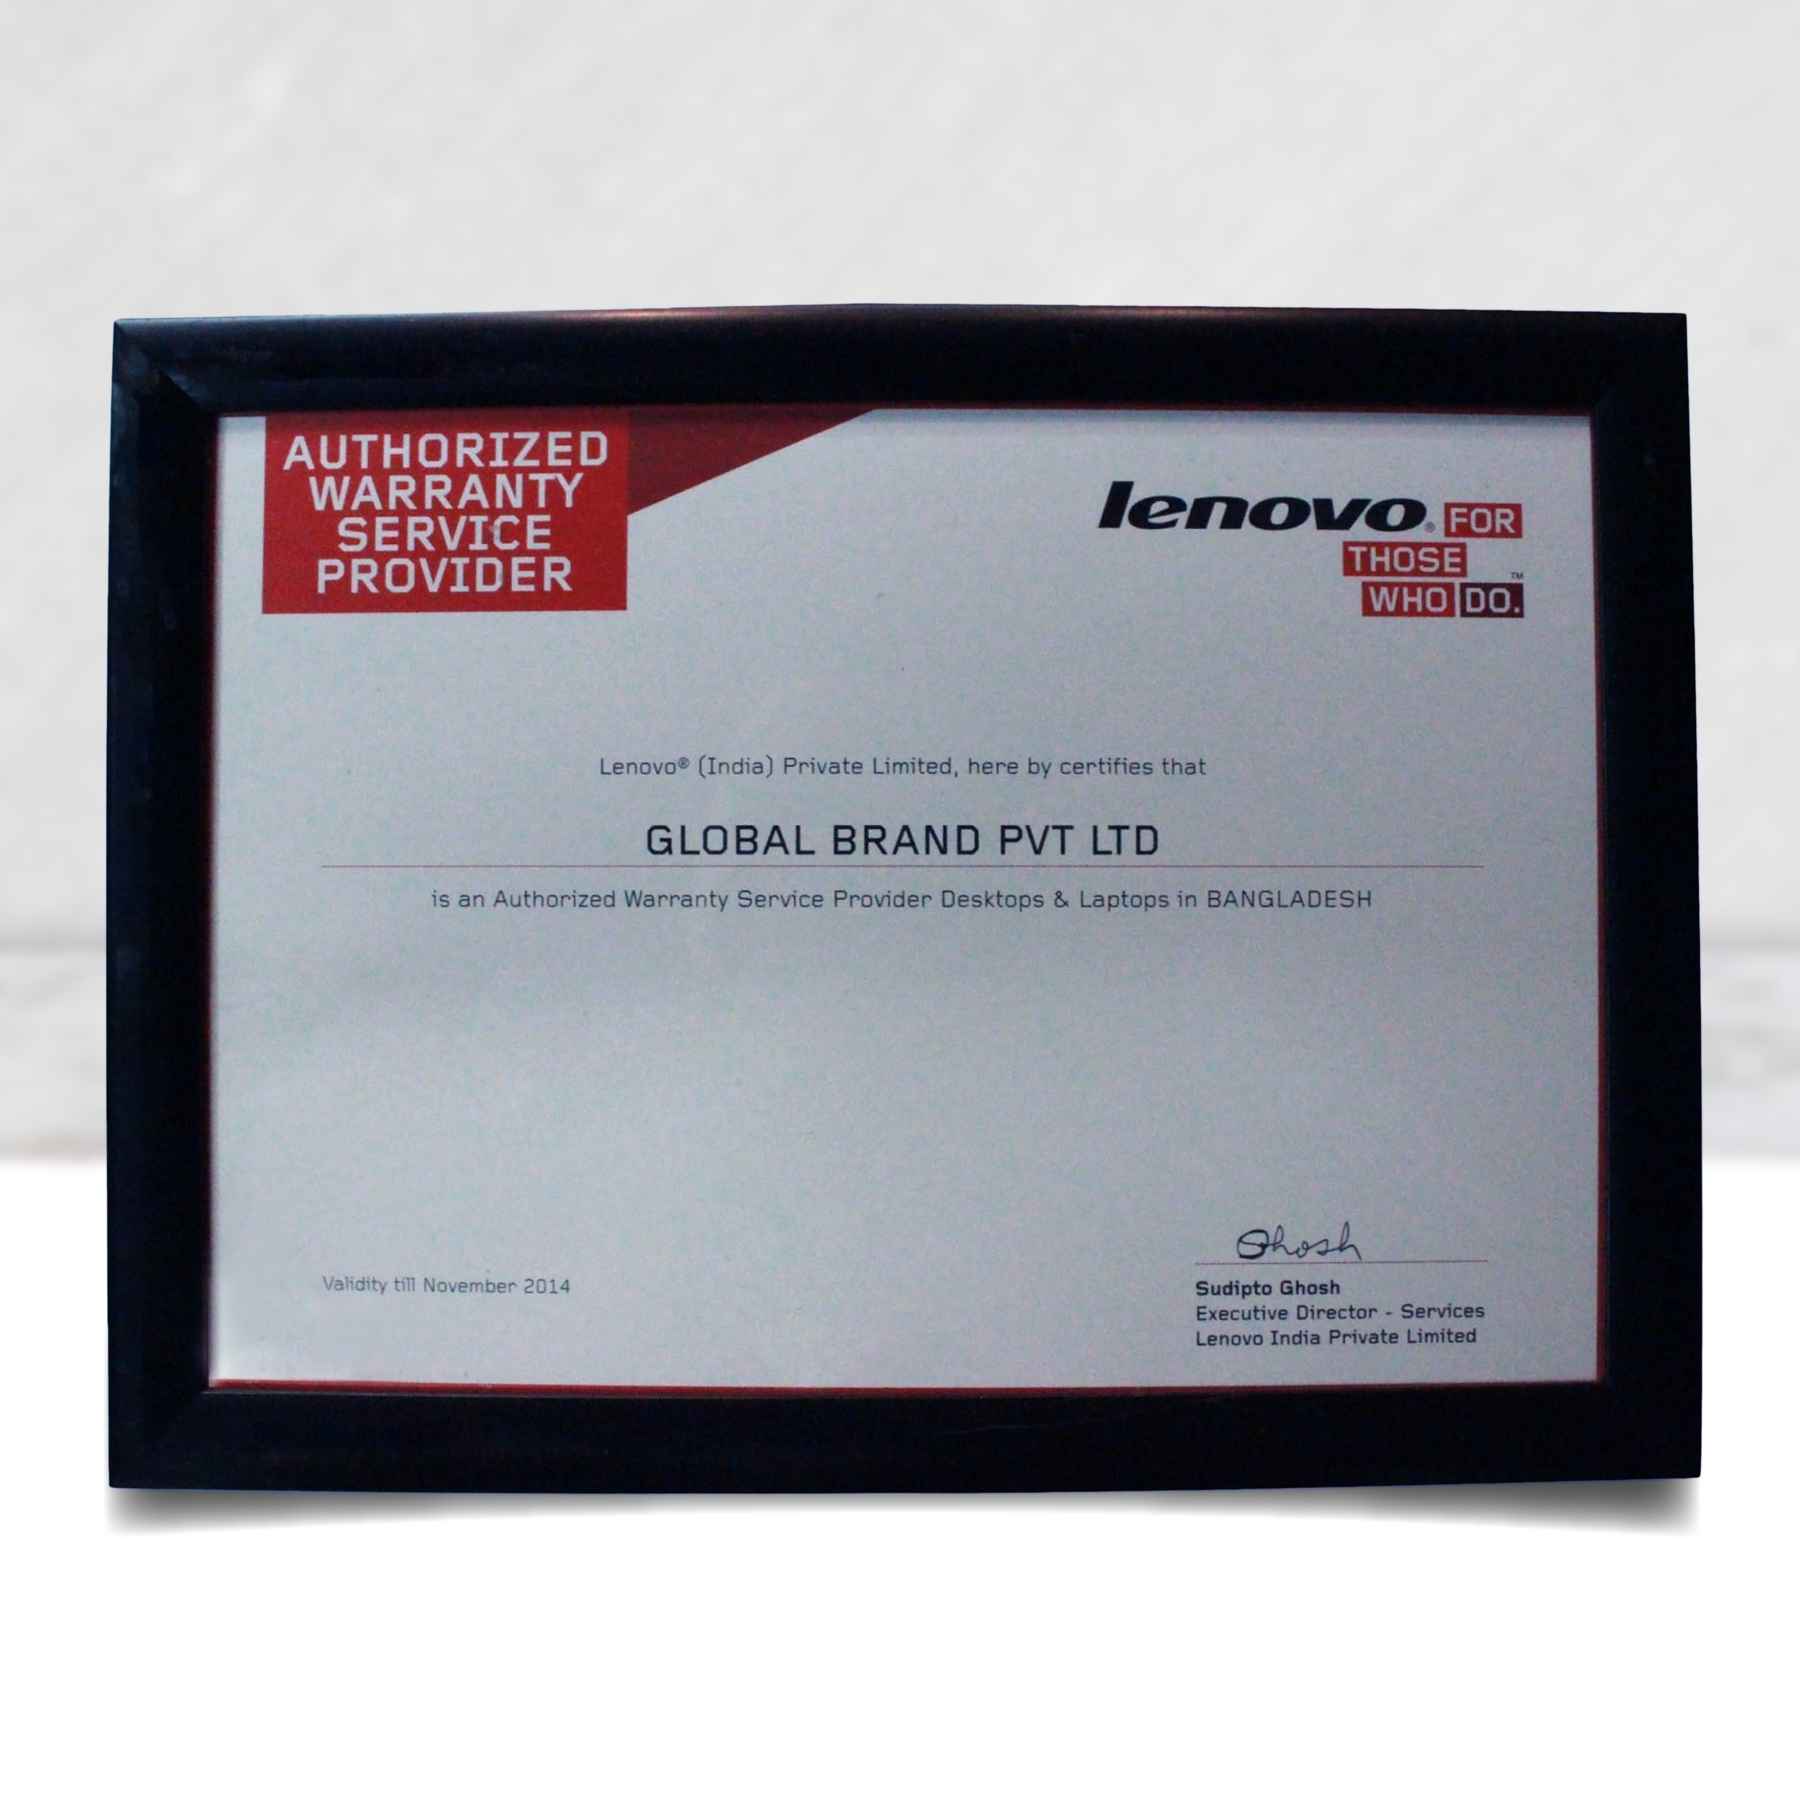 AUTHORIZED
WARRANTY
SERVICE
PROVIDER
lenovo® FOR
THOSE
WHO DO.™
Lenovo® (India) Private Limited, here by certifies that
GLOBAL BRAND PVT LTD
is an Authorized Warranty Service Provider Desktops & Laptops in BANGLADESH
Validity till November 2014
Ghosh
Sudipto Ghosh
Executive Director - Services
Lenovo India Private Limited